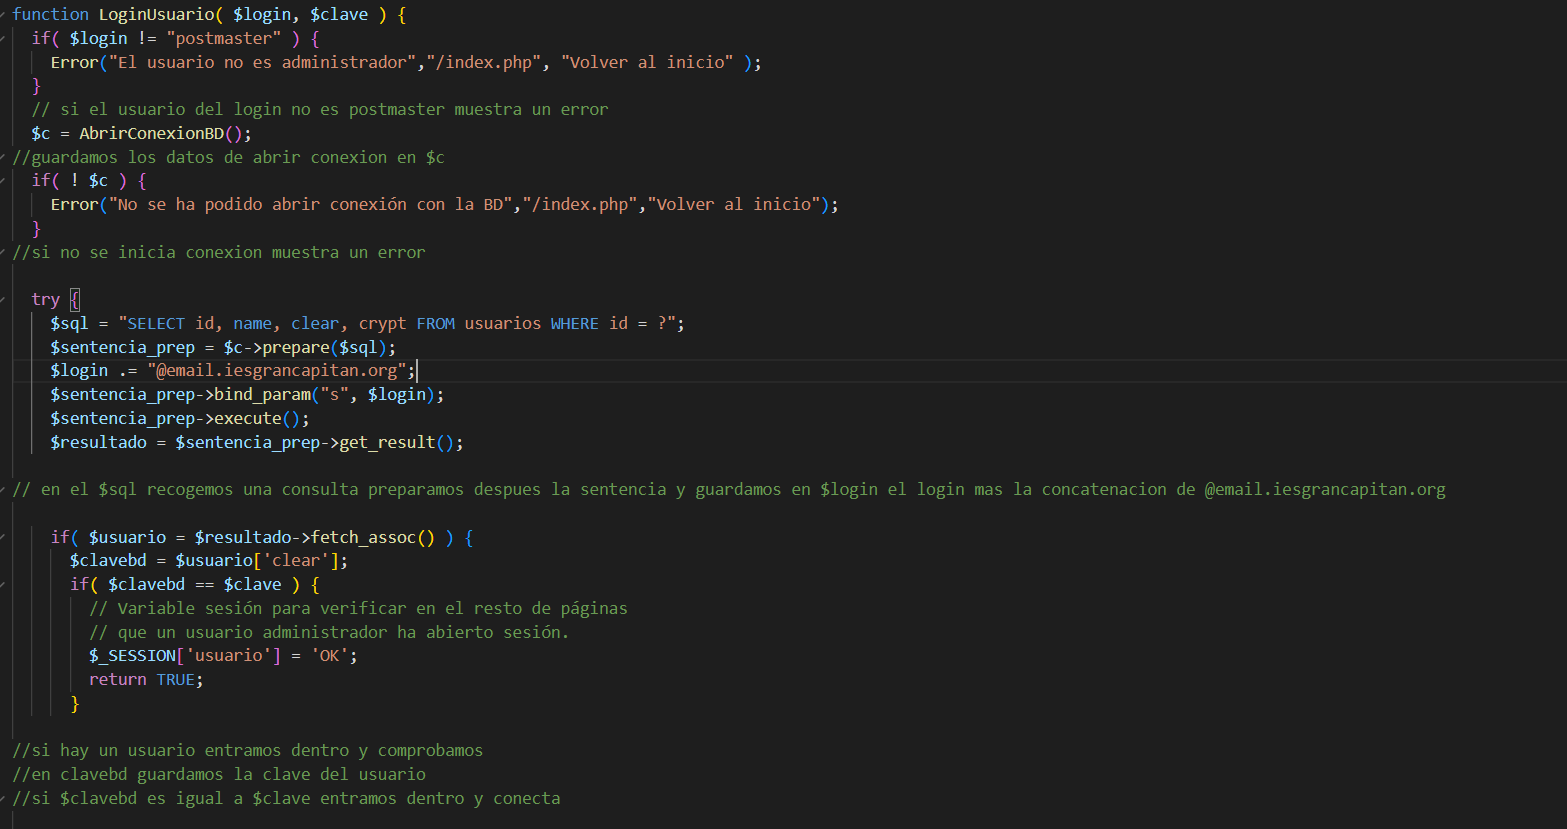 function LoginUsuario( $login, $clave ) {
if( $login != "postmaster" ) {
Error("El usuario no es administrador","/index.php", "Volver al inicio" );
}
// si el usuario del login no es postmaster muestra un error
$c = AbrirConexionBD();
//guardamos los datos de abrir conexion en $c
if( ! $c ) {
Error("No se ha podido abrir conexión con la BD","/index.php","Volver al inicio");
}
//si no se inicia conexion muestra un error
try {
$sql = "SELECT id, name, clear, crypt FROM usuarios WHERE id = ?";
$sentencia_prep = $c->prepare($sql);
$login .= "@email.iesgrancapitan.org";
$sentencia_prep->bind_param("s", $login);
$sentencia_prep->execute();
$resultado = $sentencia_prep->get_result();
// en el $sql recogemos una consulta preparamos despues la sentencia y guardamos en $login el login mas la concatenacion de @email.iesgrancapitan.org
if( $usuario = $resultado->fetch_assoc() ) {
$clavebd = $usuario['clear'];
if( $clavebd == $clave ) {
// Variable sesión para verificar en el resto de páginas
// que un usuario administrador ha abierto sesión.
$_SESSION['usuario'] = 'OK';
return TRUE;
}
//si hay un usuario entramos dentro y comprobamos
//en clavebd guardamos la clave del usuario
//si $clavebd es igual a $clave entramos dentro y conecta